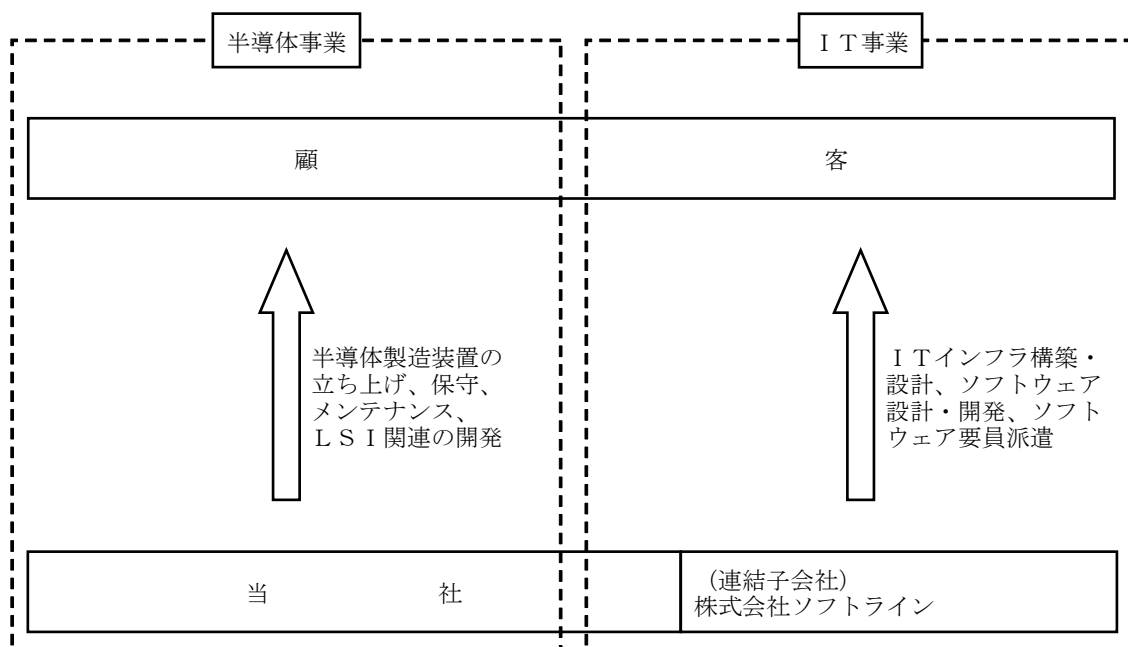 半導体事業
ＩＴ事業
顧　　　　　客
半導体製造装置の
立ち上げ、保守、
メンテナンス、
ＬＳＩ関連の開発
ＩＴインフラ構築・
設計、ソフトウェア
設計・開発、ソフト
ウェア要員派遣
当　　　　　社
（連結子会社）
株式会社ソフトライン